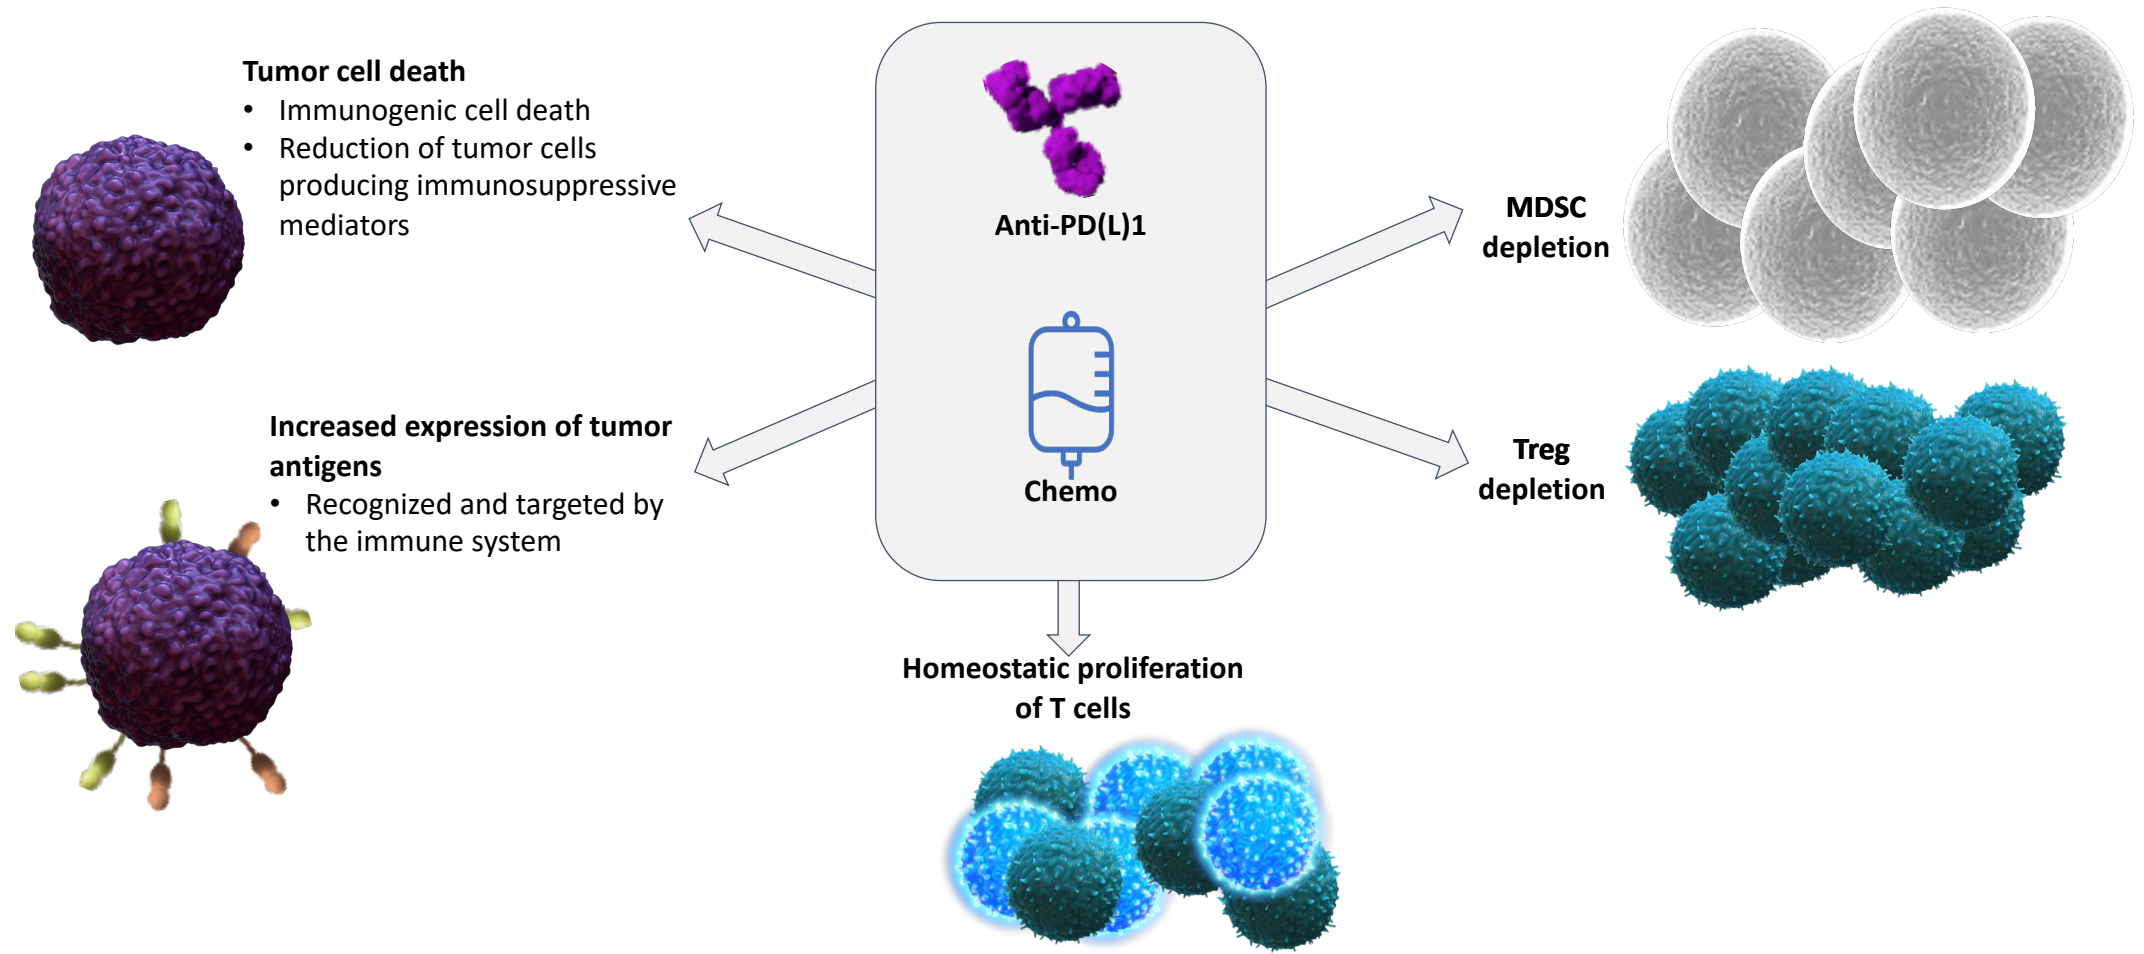 Tumor cell death
• Immunogenic cell death
• Reduction of tumor cells
producing immunosuppressive
mediators
Increased expression of tumor
antigens
• Recognized and targeted by
the immune system
Anti-PD(L)1
Chemo
Homeostatic proliferation
of T cells
MDSC
depletion
Treg
depletion